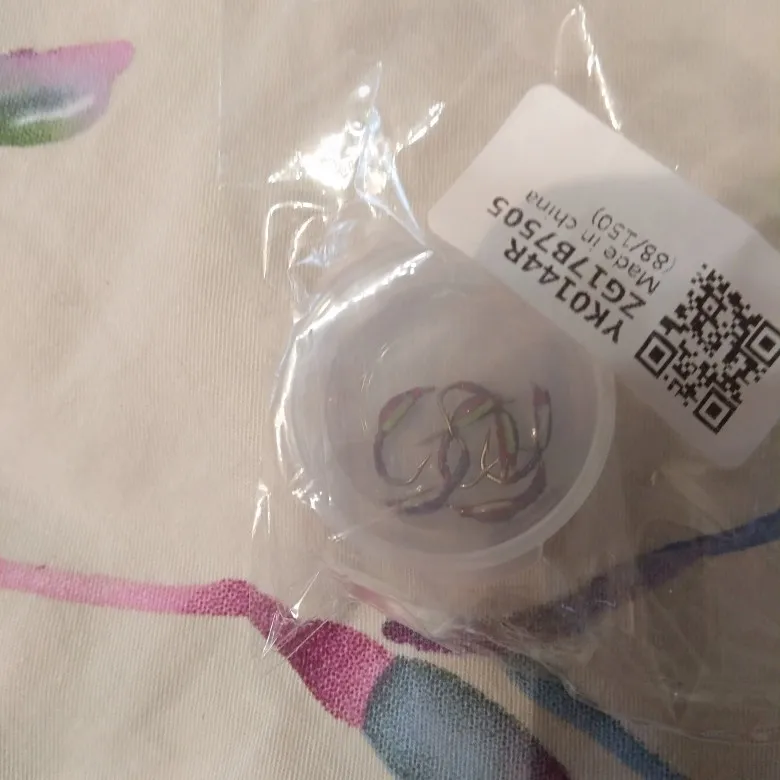 YK0144R
ZG17B7505
Made in china
(88/150)